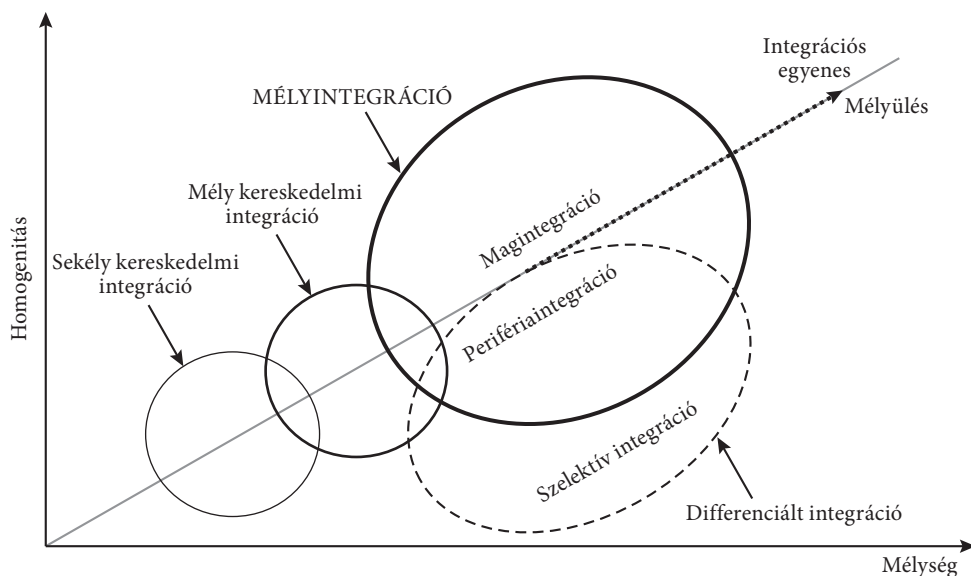 Integrációs
egyenes
Mélyülés
MÉLYINTEGRÁCIÓ
Mély kereskedelmi
integráció
Sekély kereskedelmi
integráció
Magintegráció
Perifériaintegráció
Szelektív integráció
Differenciált integráció
Homogenitás
Mélység